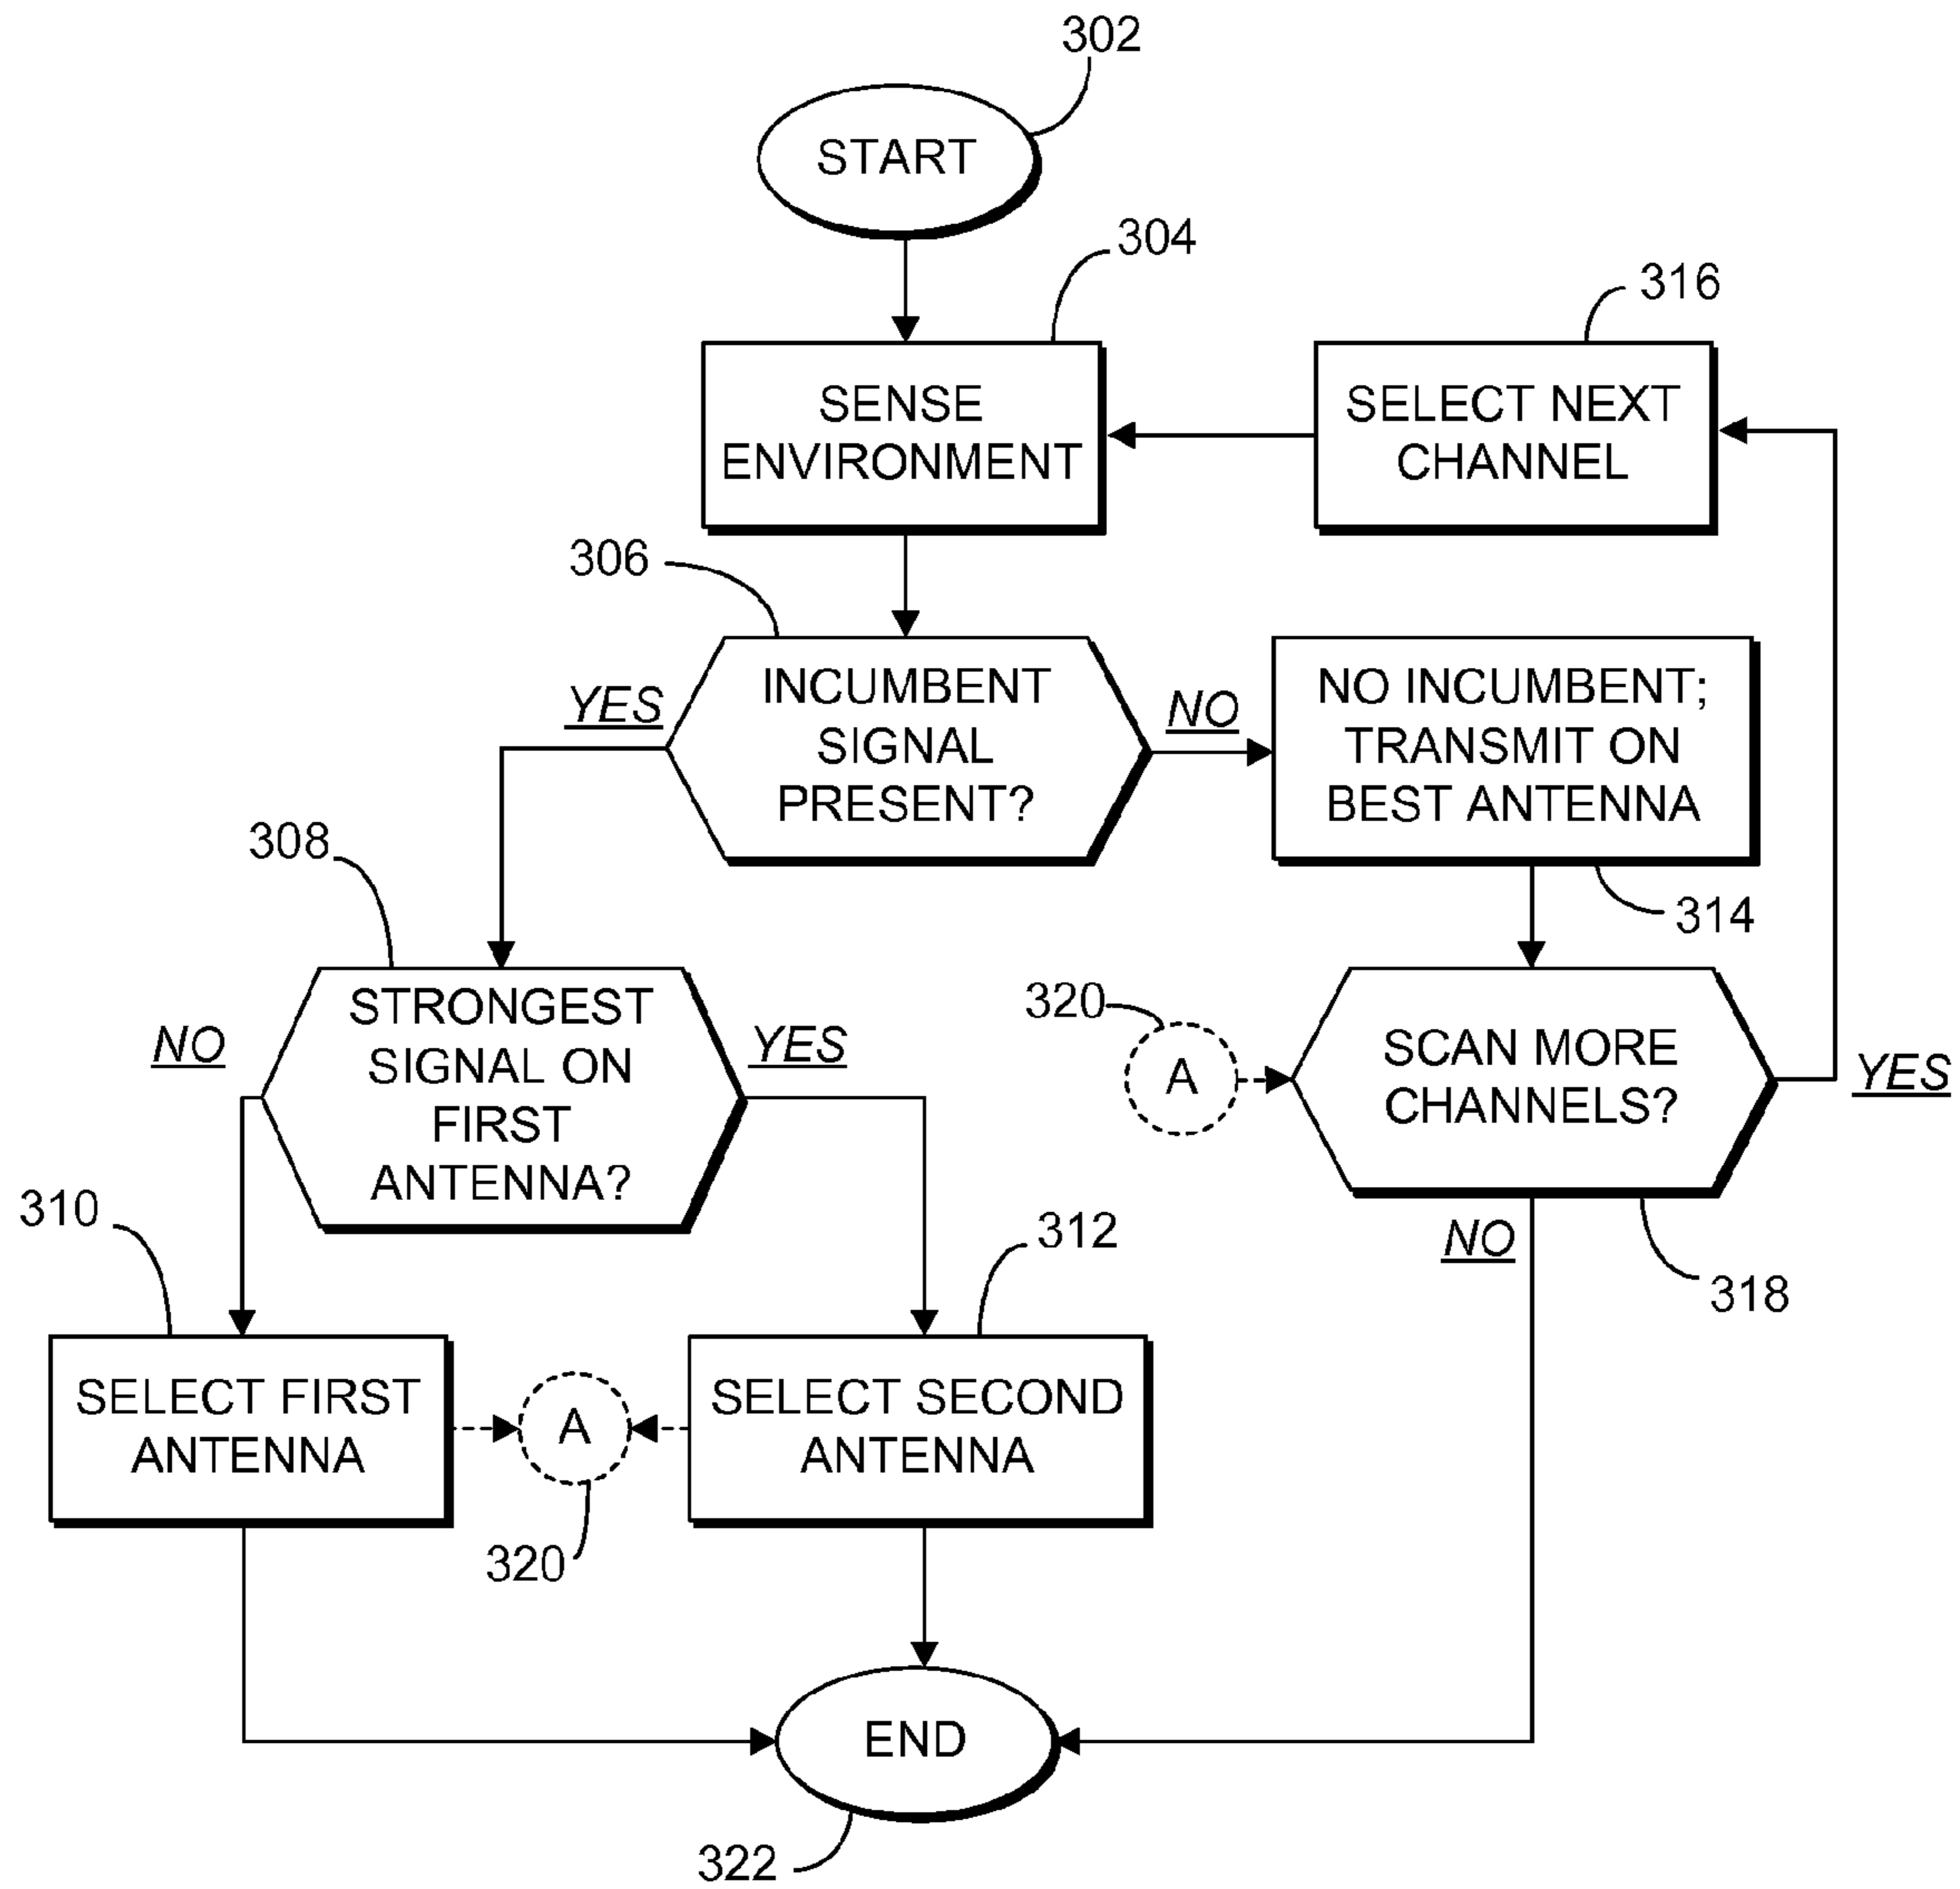 302
START
304
316
SENSE
ENVIRONMENT
SELECT NEXT
CHANNEL
306
YES
INCUMBENT
SIGNAL
PRESENT?
NO
NO INCUMBENT;
TRANSMIT ON
BEST ANTENNA
308
314
NO
STRONGEST
SIGNAL ON
FIRST
ANTENNA?
YES
320
A
SCAN MORE
CHANNELS?
YES
310
312
NO
318
SELECT FIRST
ANTENNA
A
SELECT SECOND
ANTENNA
320
END
322